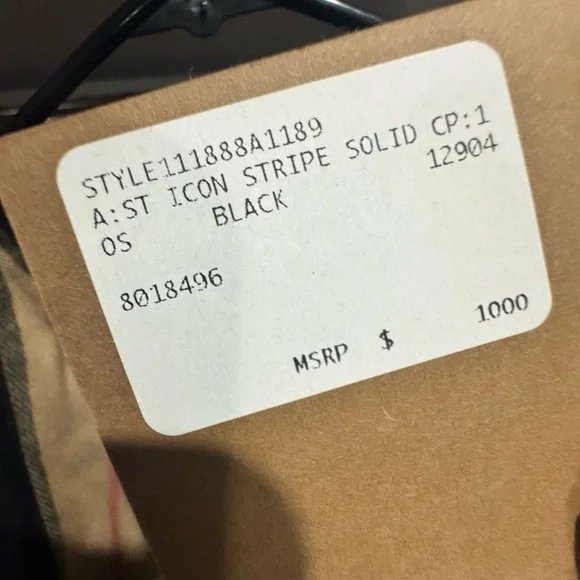 STYLE111888A1189
A:ST ICON STRIPE SOLID CP:1
OS BLACK 12904
8018496
MSRP $ 1000